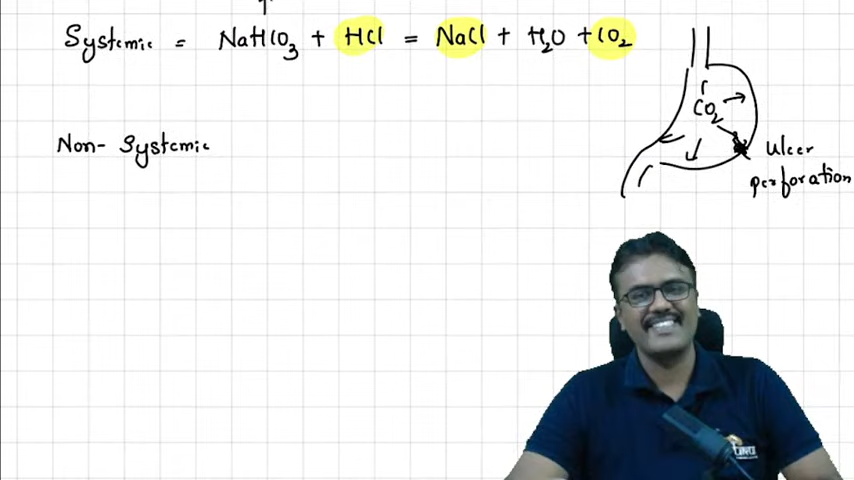 Systemic = NaHCO₃ + HCl = NaCl + H₂O + CO₂
CO₂
Non- Systemic
Ulcer
perforation